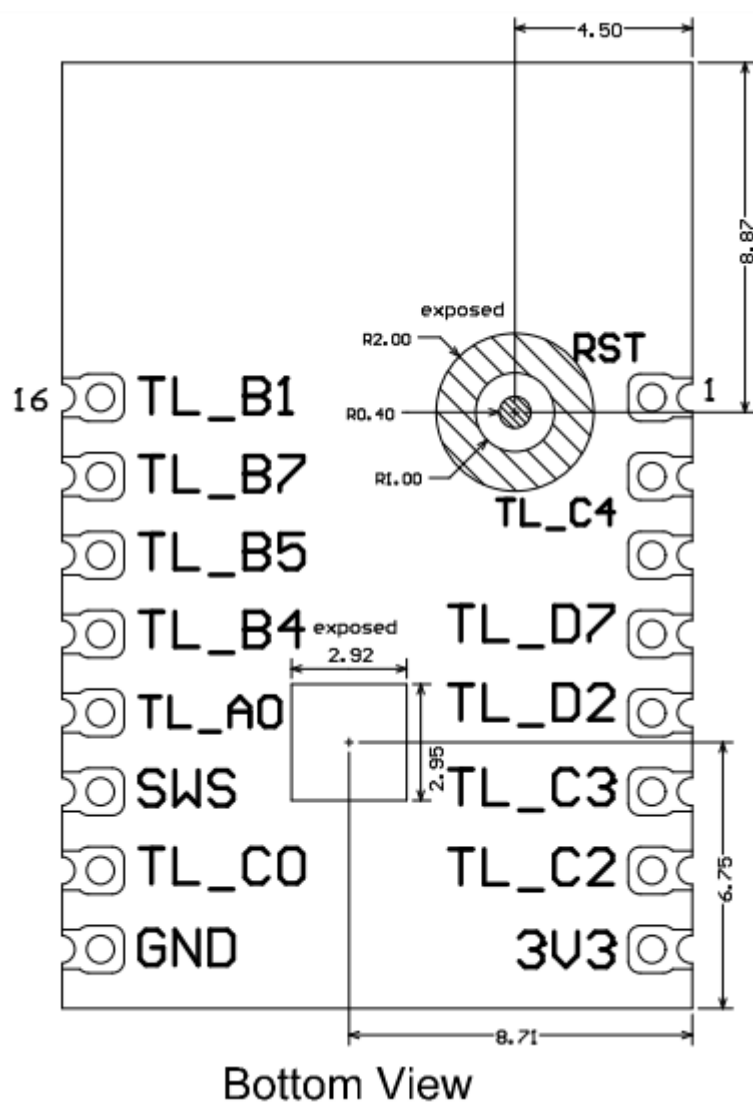 4.50
8.87
exposed
R2.00
RST
16
TL_B1
R0.40
1
R1.00
TL_B7
TL_C4
TL_B5
TL_B4
exposed
TL_D7
2.92
TL_A0
TL_D2
2.95
SWS
TL_C3
TL_C0
TL_C2
6.75
GND
3V3
8.71
Bottom View